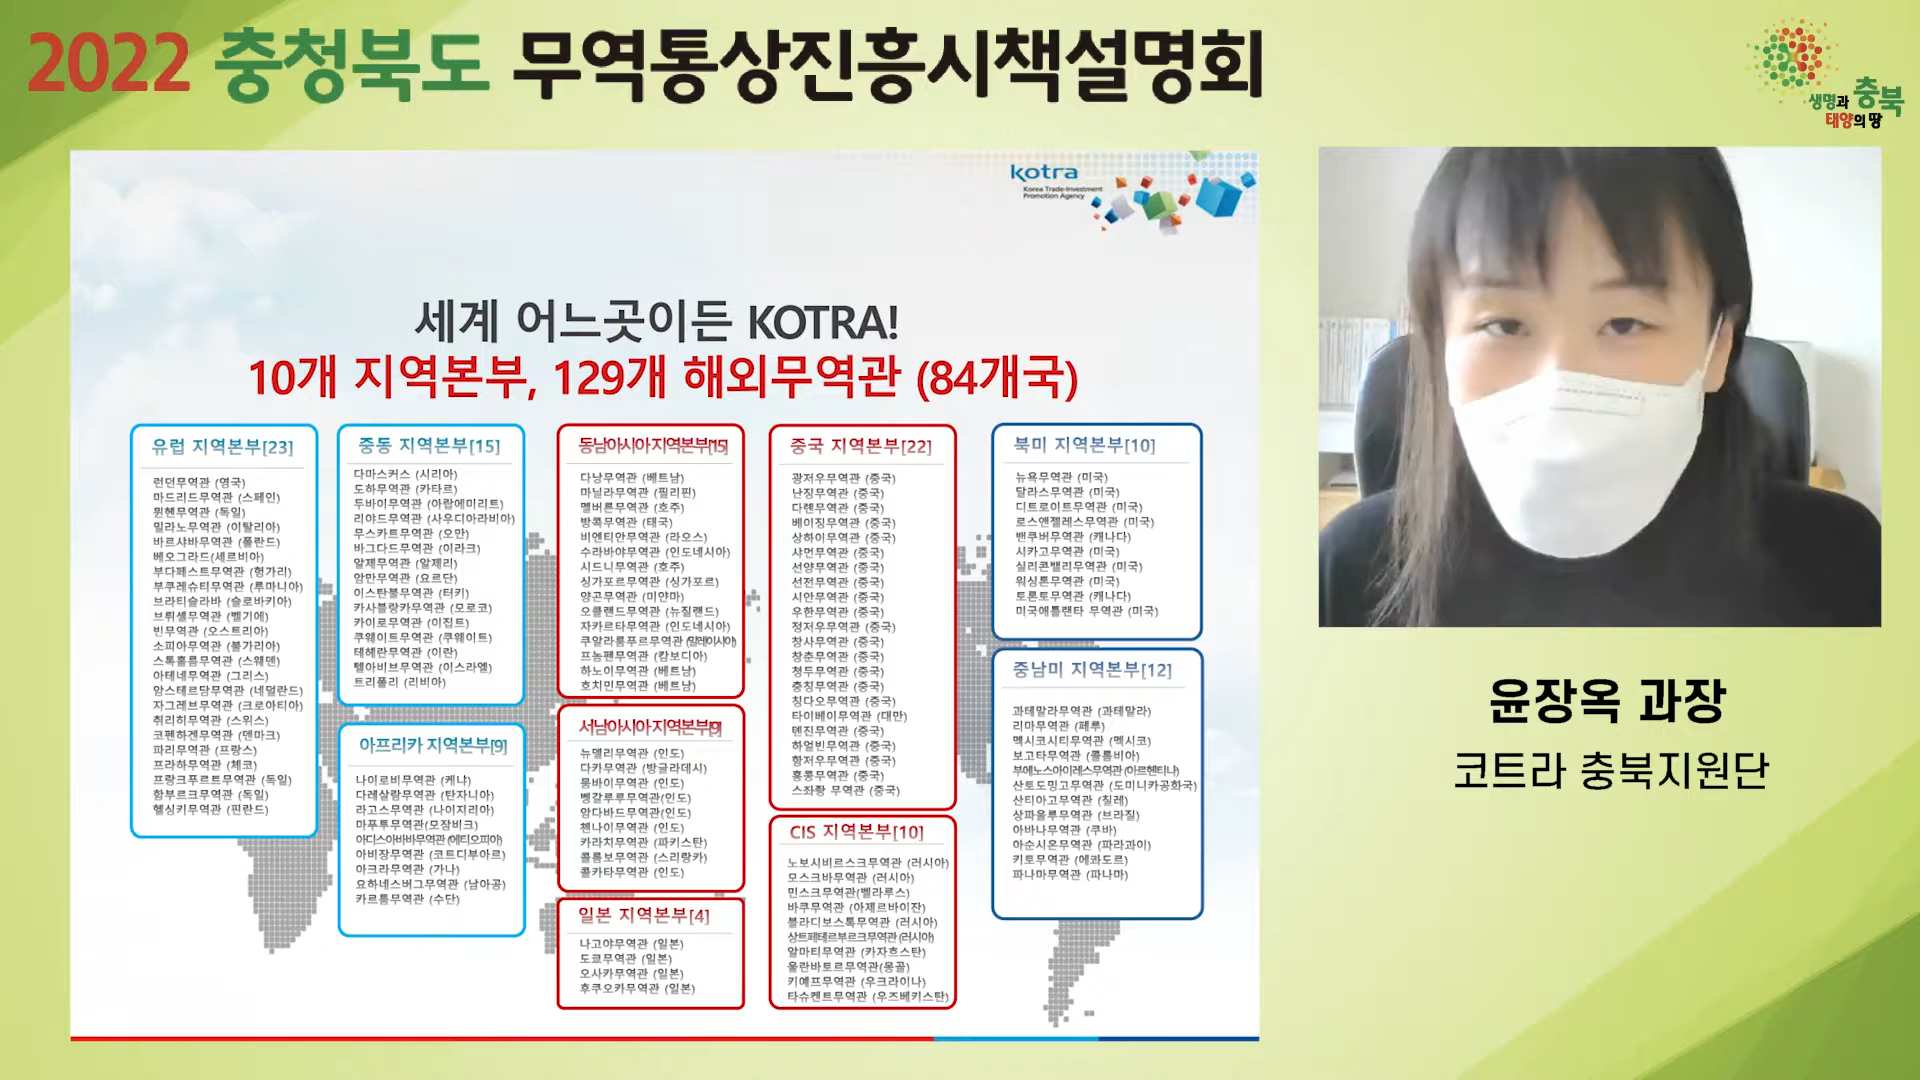 2022 충청북도 무역통상진흥시책설명회
생명과 충북
태양의 땅
kotra
Korea Trade-Investment
Promotion Agency
세계 어느곳이든 KOTRA!
10개 지역본부, 129개 해외무역관 (84개국)
유럽 지역본부[23]
런던무역관 (영국)
마드리드무역관 (스페인)
뮌헨무역관 (독일)
밀라노무역관 (이탈리아)
바르샤바무역관 (폴란드)
베오그라드(세르비아)
부다페스트무역관 (헝가리)
부쿠레슈티무역관 (루마니아)
브라티슬라바 (슬로바키아)
브뤼셀무역관 (벨기에)
빈무역관 (오스트리아)
소피아무역관 (불가리아)
스톡홀름무역관 (스웨덴)
아테네무역관 (그리스)
암스테르담무역관 (네덜란드)
자그레브무역관 (크로아티아)
취리히무역관 (스위스)
코펜하겐무역관 (덴마크)
파리무역관 (프랑스)
프라하무역관 (체코)
프랑크푸르트무역관 (독일)
함부르크무역관 (독일)
헬싱키무역관 (핀란드)
중동 지역본부[15]
다마스커스 (시리아)
도하무역관 (카타르)
두바이무역관 (아랍에미리트)
리야드무역관 (사우디아라비아)
무스카트무역관 (오만)
바그다드무역관 (이라크)
알제무역관 (알제리)
암만무역관 (요르단)
이스탄불무역관 (터키)
카사블랑카무역관 (모로코)
카이로무역관 (이집트)
쿠웨이트무역관 (쿠웨이트)
테헤란무역관 (이란)
텔아비브무역관 (이스라엘)
트리폴리 (리비아)
아프리카 지역본부[9]
나이로비무역관 (케냐)
다레살람무역관 (탄자니아)
라고스무역관 (나이지리아)
마푸투무역관(모잠비크)
아디스아바바무역관 (에티오피아)
아비장무역관 (코트디부아르)
아크라무역관 (가나)
요하네스버그무역관 (남아공)
카르툼무역관 (수단)
동남아시아 지역본부[15]
다낭무역관 (베트남)
마닐라무역관 (필리핀)
멜버른무역관 (호주)
방콕무역관 (태국)
비엔티안무역관 (라오스)
수라바야무역관 (인도네시아)
시드니무역관 (호주)
싱가포르무역관 (싱가포르)
양곤무역관 (미얀마)
오클랜드무역관 (뉴질랜드)
자카르타무역관 (인도네시아)
쿠알라룸푸르무역관 (말레이시아)
프놈펜무역관 (캄보디아)
하노이무역관 (베트남)
호치민무역관 (베트남)
서남아시아 지역본부[9]
뉴델리무역관 (인도)
다카무역관 (방글라데시)
뭄바이무역관 (인도)
벵갈루루무역관(인도)
암다바드무역관(인도)
첸나이무역관 (인도)
카라치무역관 (파키스탄)
콜롬보무역관 (스리랑카)
콜카타무역관 (인도)
일본 지역본부[4]
나고야무역관 (일본)
도쿄무역관 (일본)
오사카무역관 (일본)
후쿠오카무역관 (일본)
중국 지역본부[22]
광저우무역관 (중국)
난징무역관 (중국)
다롄무역관 (중국)
베이징무역관 (중국)
상하이무역관 (중국)
샤먼무역관 (중국)
선양무역관 (중국)
선전무역관 (중국)
시안무역관 (중국)
우한무역관 (중국)
정저우무역관 (중국)
창사무역관 (중국)
창춘무역관 (중국)
청두무역관 (중국)
충칭무역관 (중국)
칭다오무역관 (중국)
타이베이무역관 (대만)
톈진무역관 (중국)
하얼빈무역관 (중국)
항저우무역관 (중국)
홍콩무역관 (중국)
스좌좡 무역관 (중국)
CIS 지역본부[10]
노보시비르스크무역관 (러시아)
모스크바무역관 (러시아)
민스크무역관(벨라루스)
바쿠무역관 (아제르바이잔)
블라디보스톡무역관 (러시아)
상트페테르부르크무역관 (러시아)
알마티무역관 (카자흐스탄)
울란바토르무역관(몽골)
키예프무역관 (우크라이나)
타슈켄트무역관 (우즈베키스탄)
북미 지역본부[10]
뉴욕무역관 (미국)
달라스무역관 (미국)
디트로이트무역관 (미국)
로스앤젤레스무역관 (미국)
밴쿠버무역관 (캐나다)
시카고무역관 (미국)
실리콘밸리무역관 (미국)
워싱톤무역관 (미국)
토론토무역관 (캐나다)
미국애틀랜타 무역관 (미국)
중남미 지역본부[12]
과테말라무역관 (과테말라)
리마무역관 (페루)
멕시코시티무역관 (멕시코)
보고타무역관 (콜롬비아)
부에노스아이레스무역관 (아르헨티나)
산토도밍고무역관 (도미니카공화국)
산티아고무역관 (칠레)
상파울루무역관 (브라질)
아바나무역관 (쿠바)
아순시온무역관 (파라과이)
키토무역관 (에콰도르)
파나마무역관 (파나마)
윤장옥 과장
코트라 충북지원단